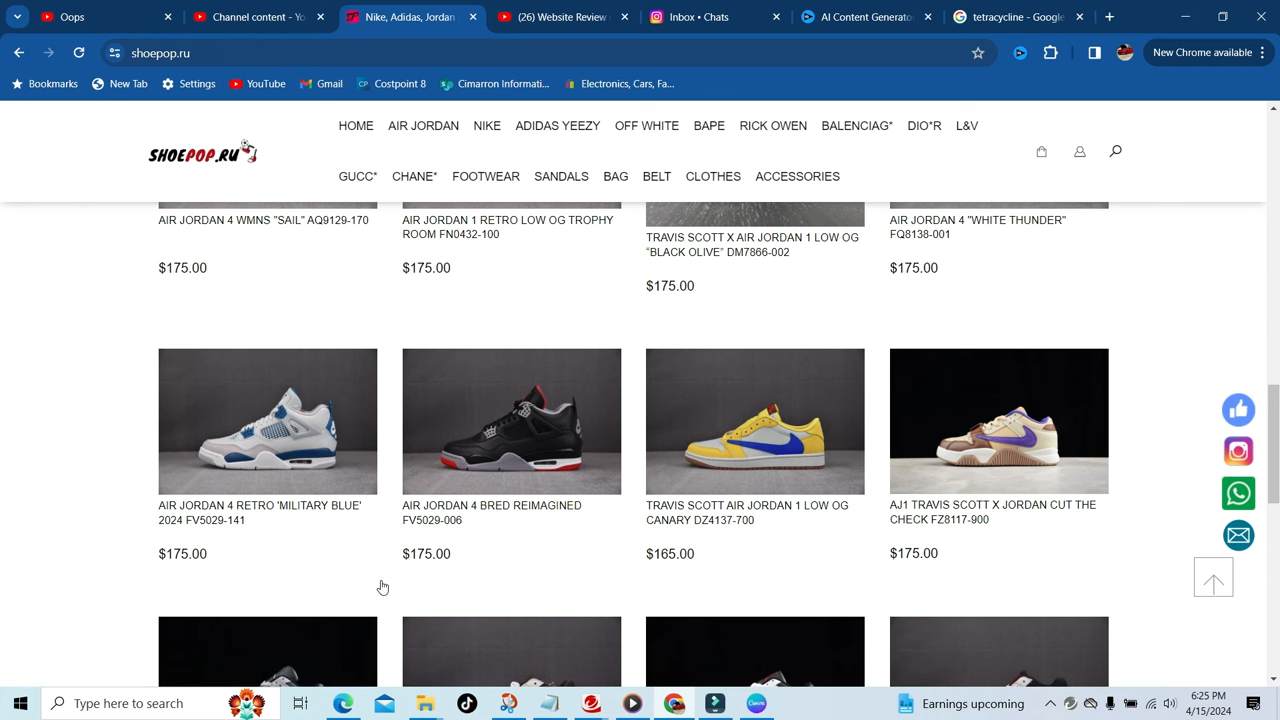 Oops
Channel content - Yo
Nike, Adidas, Jordan
(26) Website Review
Inbox • Chats
AI Content Generato
tetracycline - Google
shoepop.ru
New Chrome available
Bookmarks
New Tab
Settings
YouTube
Gmail
CP Costpoint 8
Cimarron Informati...
Electronics, Cars, Fa...
HOME AIR JORDAN NIKE ADIDAS YEEZY OFF WHITE BAPE RICK OWEN BALENCIAG* DIO*R L&V
SHOEPOP.RU
GUCC* CHANE* FOOTWEAR SANDALS BAG BELT CLOTHES ACCESSORIES
AIR JORDAN 4 WMNS "SAIL" AQ9129-170
$175.00
AIR JORDAN 1 RETRO LOW OG TROPHY
ROOM FN0432-100
$175.00
TRAVIS SCOTT X AIR JORDAN 1 LOW OG
“BLACK OLIVE” DM7866-002
$175.00
AIR JORDAN 4 "WHITE THUNDER"
FQ8138-001
$175.00
AIR JORDAN 4 RETRO 'MILITARY BLUE'
2024 FV5029-141
$175.00
AIR JORDAN 4 BRED REIMAGINED
FV5029-006
$175.00
TRAVIS SCOTT AIR JORDAN 1 LOW OG
CANARY DZ4137-700
$165.00
AJ1 TRAVIS SCOTT X JORDAN CUT THE
CHECK FZ8117-900
$175.00
Type here to search
Earnings upcoming
6:25 PM
4/15/2024